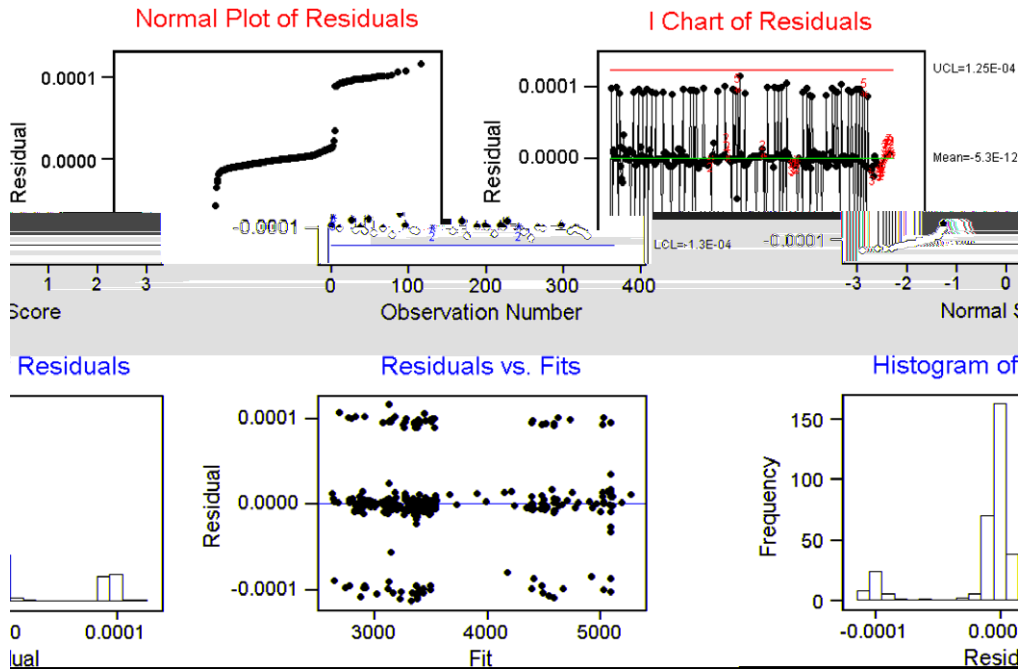 Normal Plot of Residuals
I Chart of Residuals
0.0001
0.0000
Residual
0.0001
0.0000
Residual
UCL=1.25E-04
Mean=-5.3E-12
-0.0001
LCL=-1.3E-04
-0.0001
1 2 3
0 100 200 300 400
-3 -2 -1 0
Score
Observation Number
Normal S
Residuals
Residuals vs. Fits
Histogram of
0.0001
0.0000
-0.0001
Residual
150
100
50
0
Frequency
0 0.0001
3000 4000 5000
-0.0001 0.000
dual
Fit
Resid